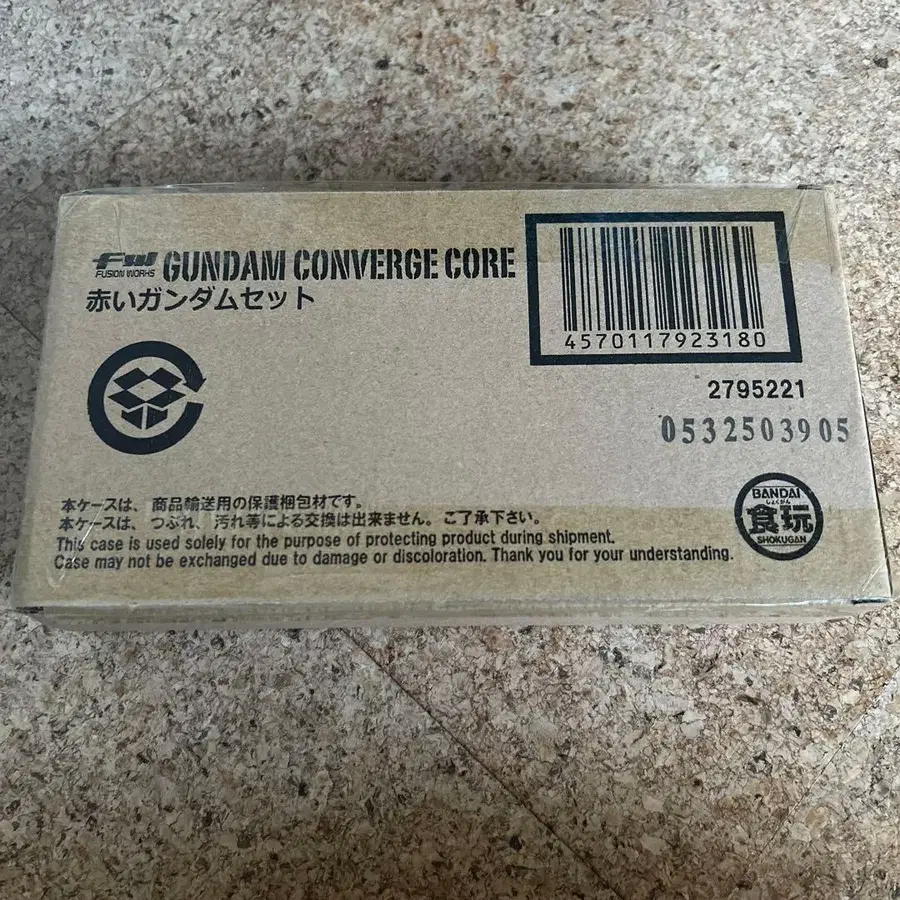 FW GUNDAM CONVERGE CORE
FUSION WORKS
赤いガンダムセット
4570117923180
2795221
0532503905
本ケースは、商品輸送用の保護梱包材です。
本ケースは、つぶれ、汚れ等による交換は出来ません。ご了承下さい。
This case is used solely for the purpose of protecting product during shipment.
Case may not be exchanged due to damage or discoloration. Thank you for your understanding.
BANDAI
しょくがん
食玩
SHOKUGAN